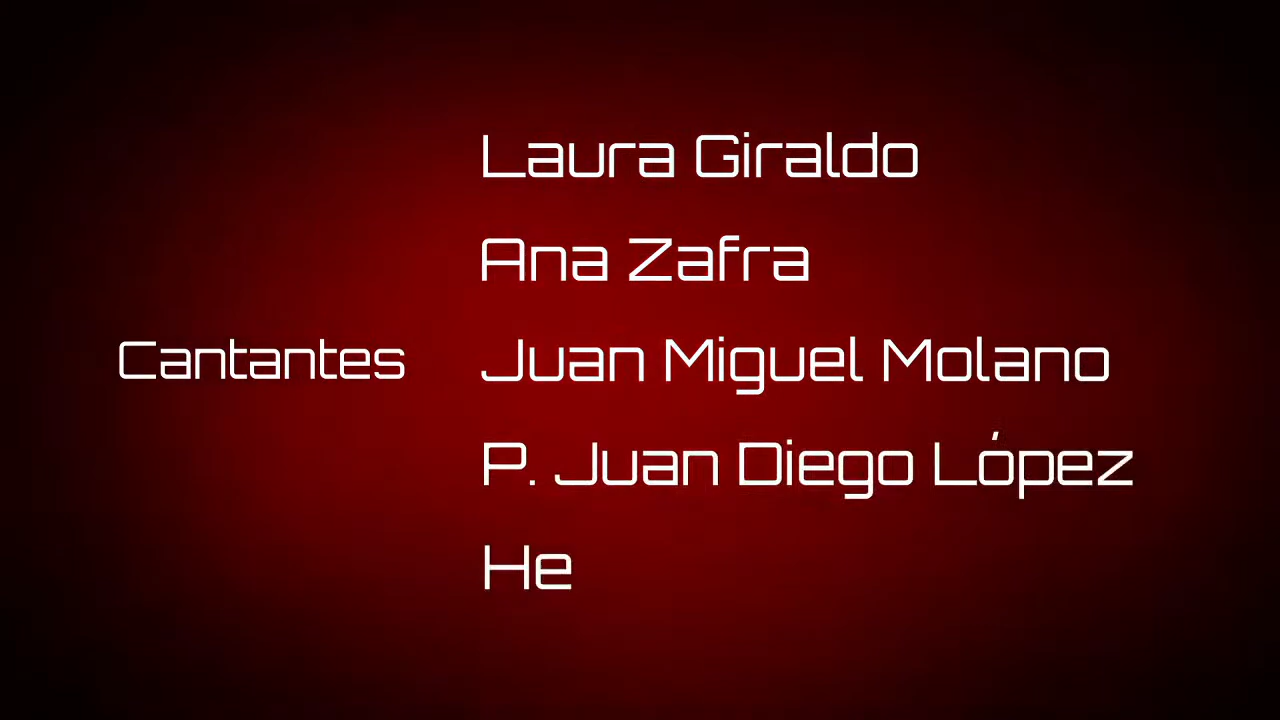 Laura Giraldo
Ana Zafra
Cantantes
Juan Miguel Molano
P. Juan Diego López
He